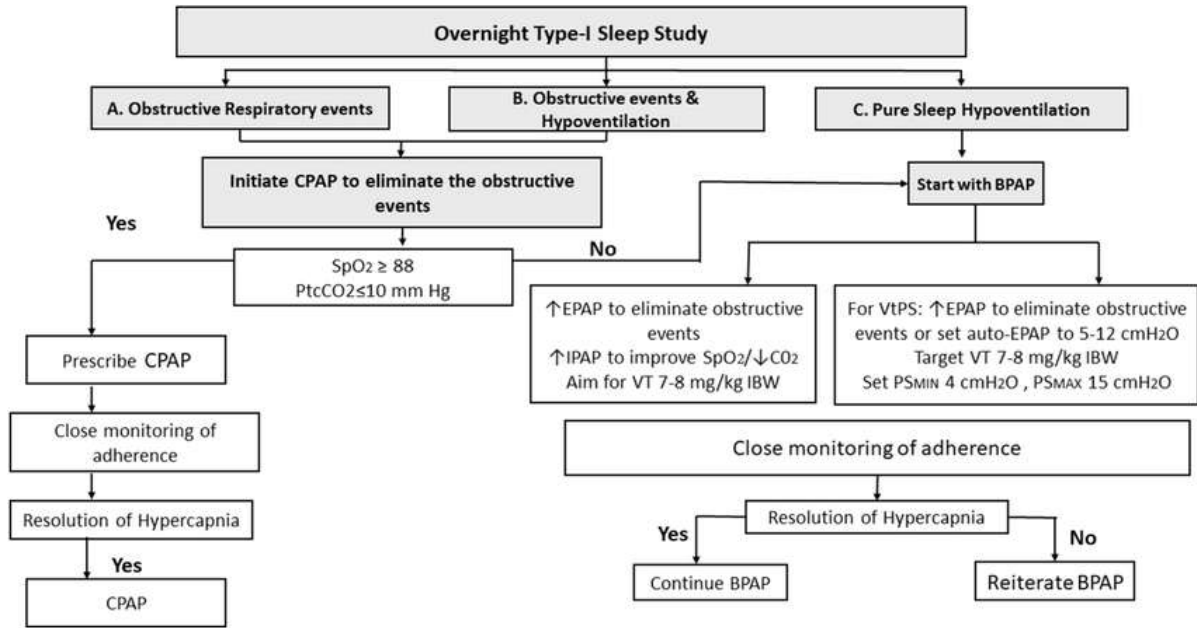 Overnight Type-I Sleep Study
A. Obstructive Respiratory events
B. Obstructive events &
Hypoventilation
C. Pure Sleep Hypoventilation
Initiate CPAP to eliminate the obstructive
events
Start with BPAP
Yes
No
SpO₂ ≥ 88
PtcCO2≤10 mm Hg
↑EPAP to eliminate obstructive
events
↑IPAP to improve SpO₂/↓C0₂
Aim for VT 7-8 mg/kg IBW
For VtPS: ↑EPAP to eliminate obstructive
events or set auto-EPAP to 5-12 cmH₂O
Target VT 7-8 mg/kg IBW
Set PSMIN 4 cmH₂O , PSMAX 15 cmH₂O
Prescribe CPAP
Close monitoring of
adherence
Resolution of Hypercapnia
Yes
CPAP
Close monitoring of adherence
Resolution of Hypercapnia
Yes
No
Continue BPAP
Reiterate BPAP